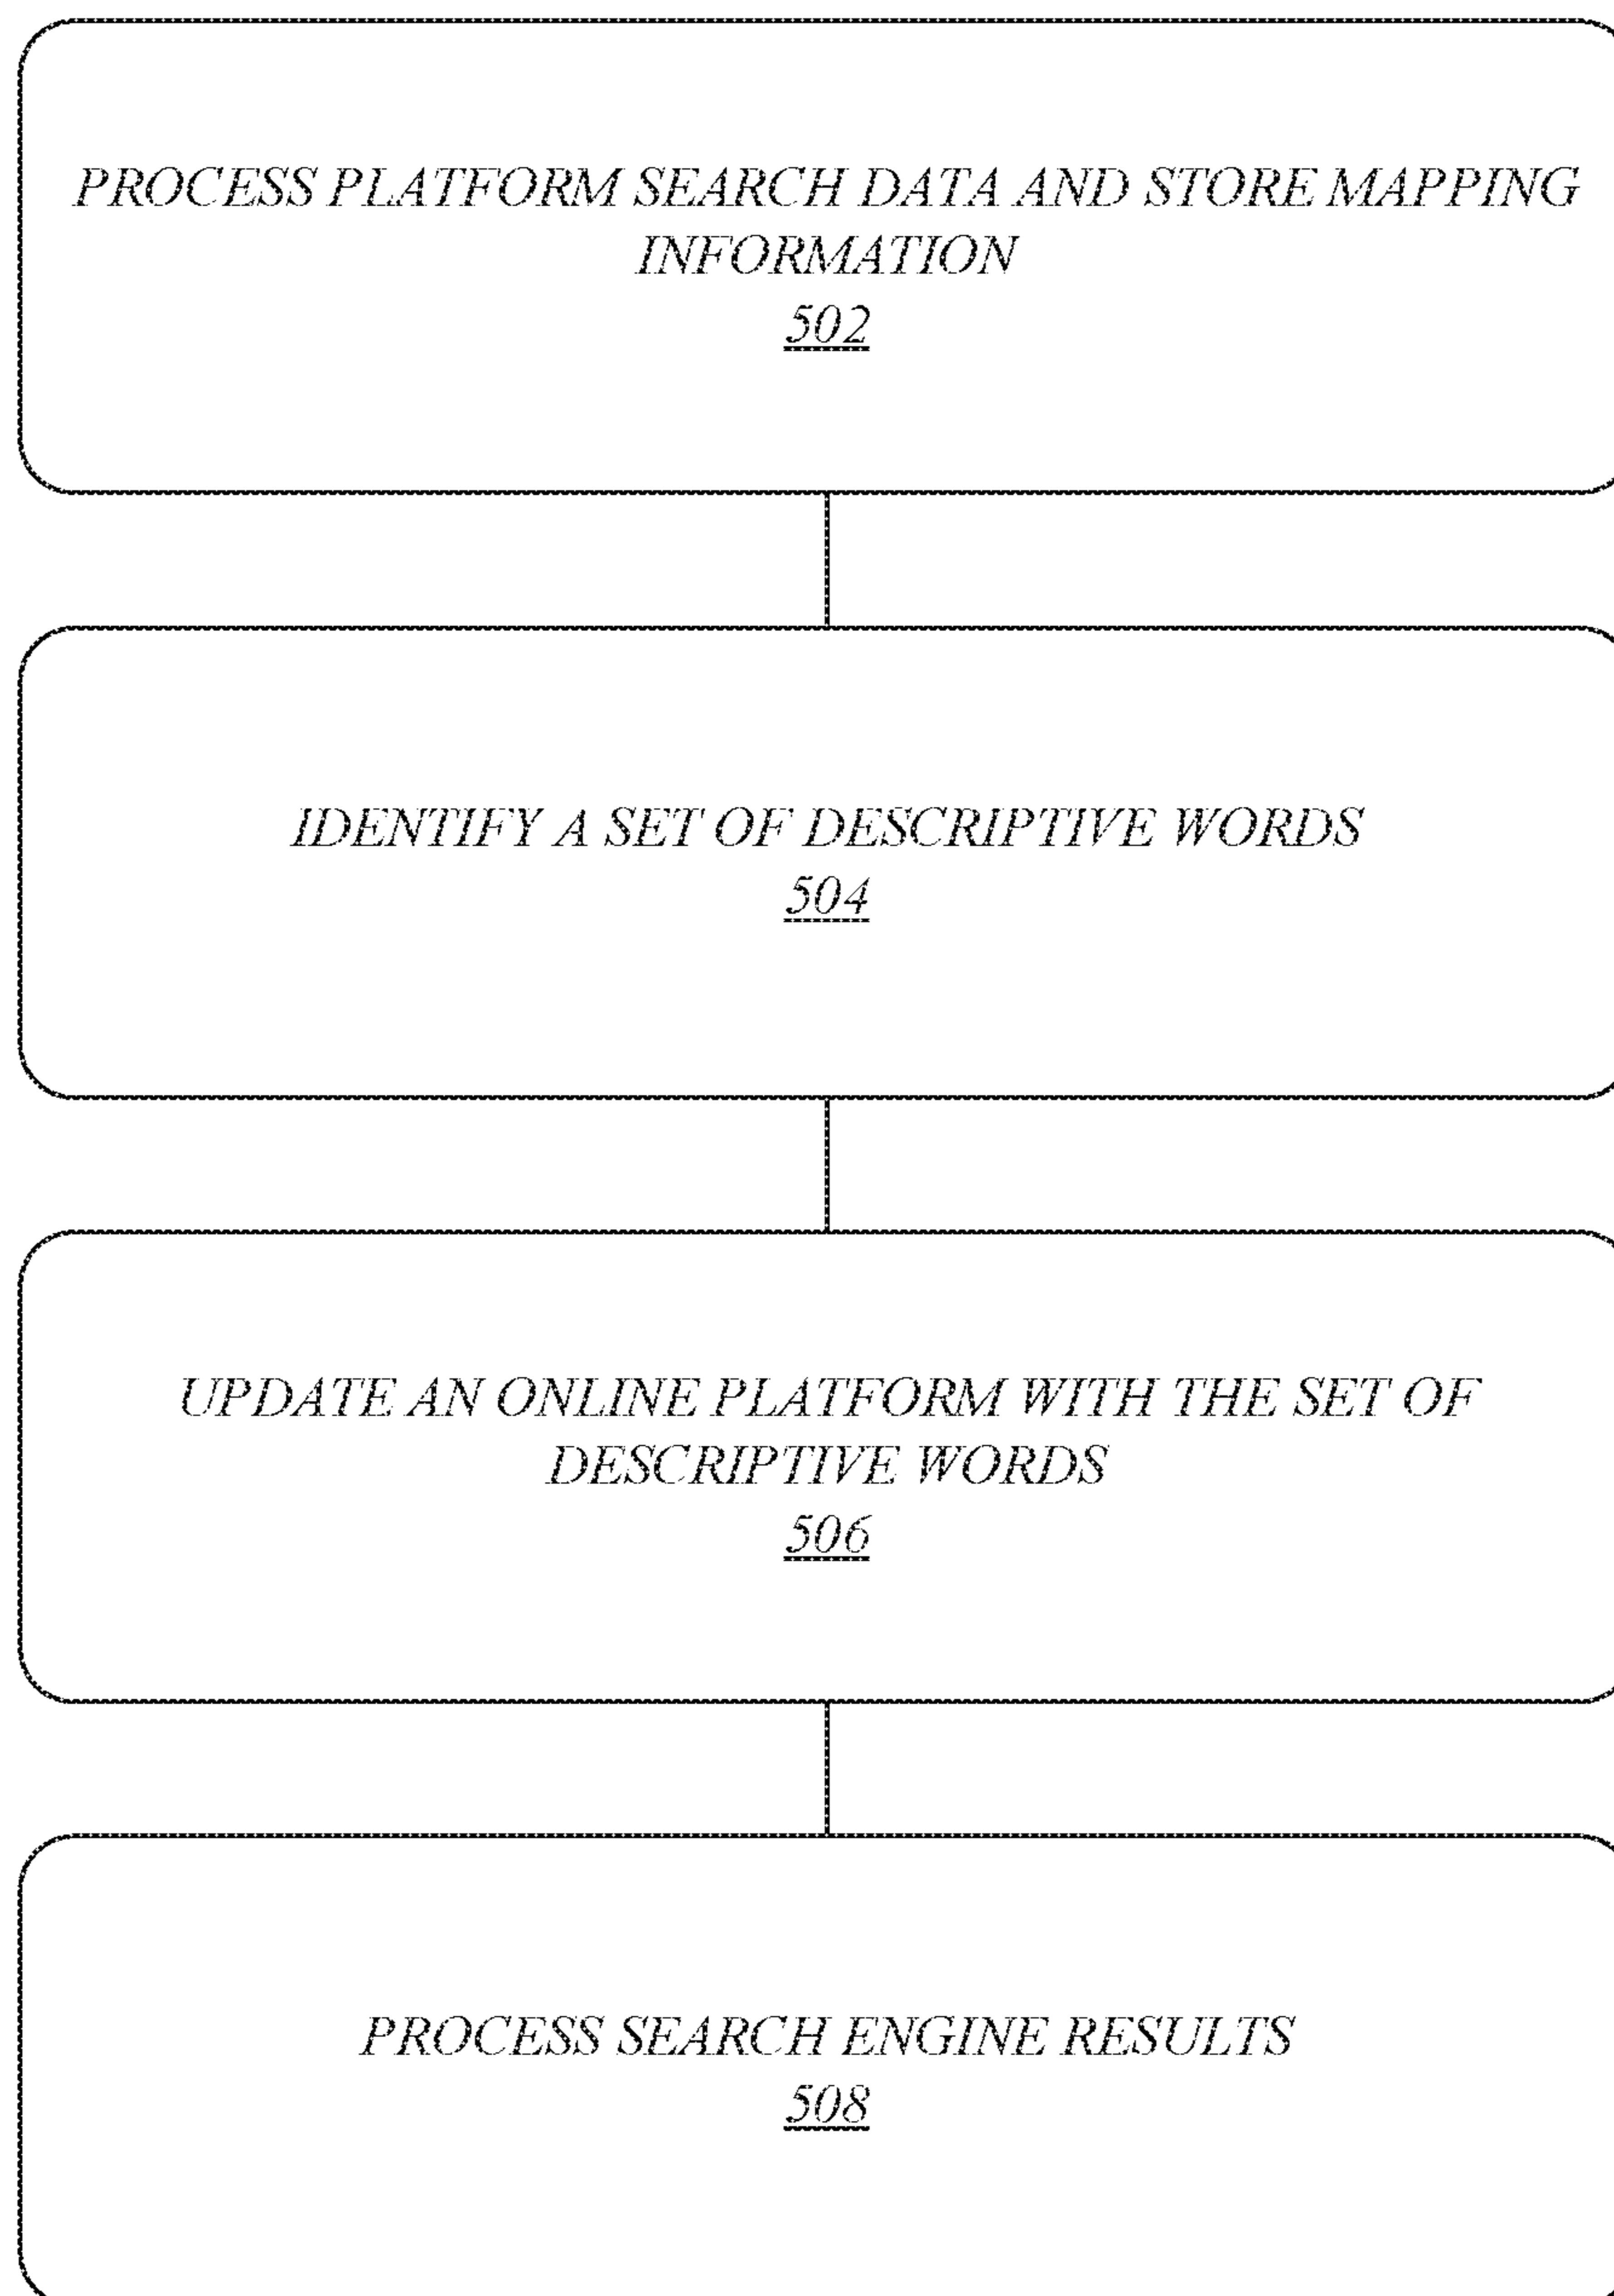 PROCESS PLATFORM SEARCH DATA AND STORE MAPPING
INFORMATION
502
IDENTIFY A SET OF DESCRIPTIVE WORDS
504
UPDATE AN ONLINE PLATFORM WITH THE SET OF
DESCRIPTIVE WORDS
506
PROCESS SEARCH ENGINE RESULTS
508